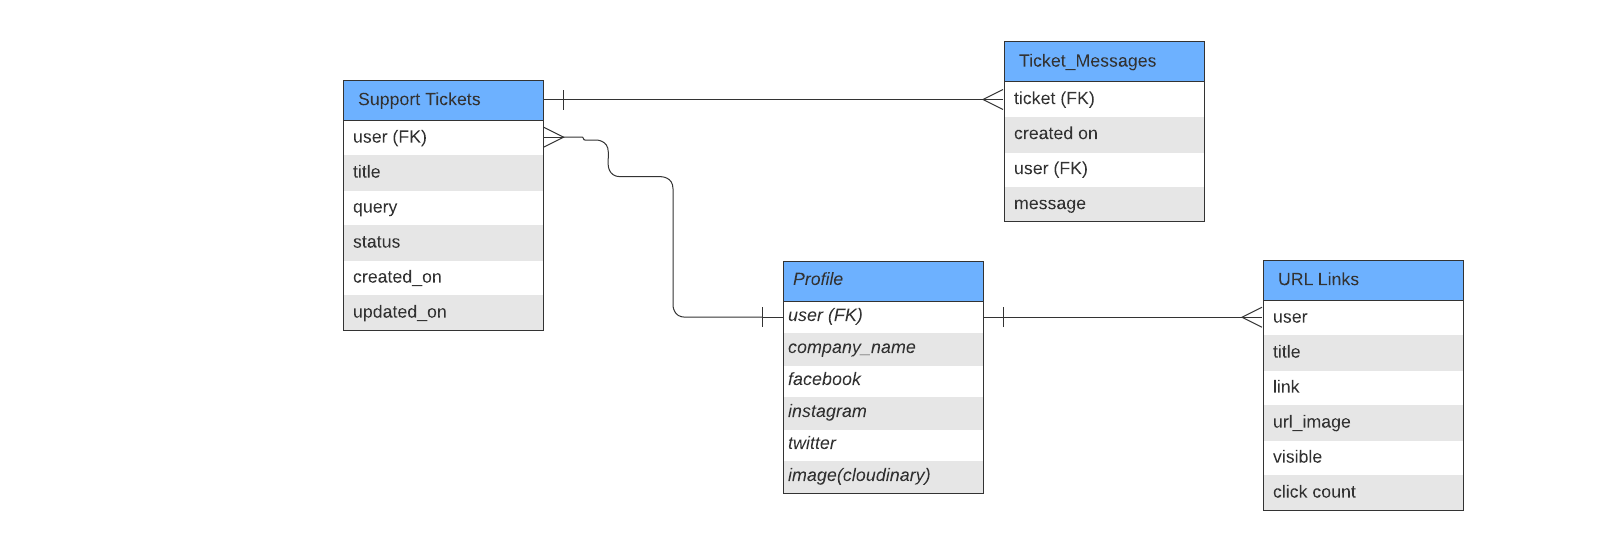 Support Tickets
user (FK)
title
query
status
created_on
updated_on
Ticket_Messages
ticket (FK)
created on
user (FK)
message
Profile
user (FK)
company_name
facebook
instagram
twitter
image(cloudinary)
URL Links
user
title
link
url_image
visible
click count